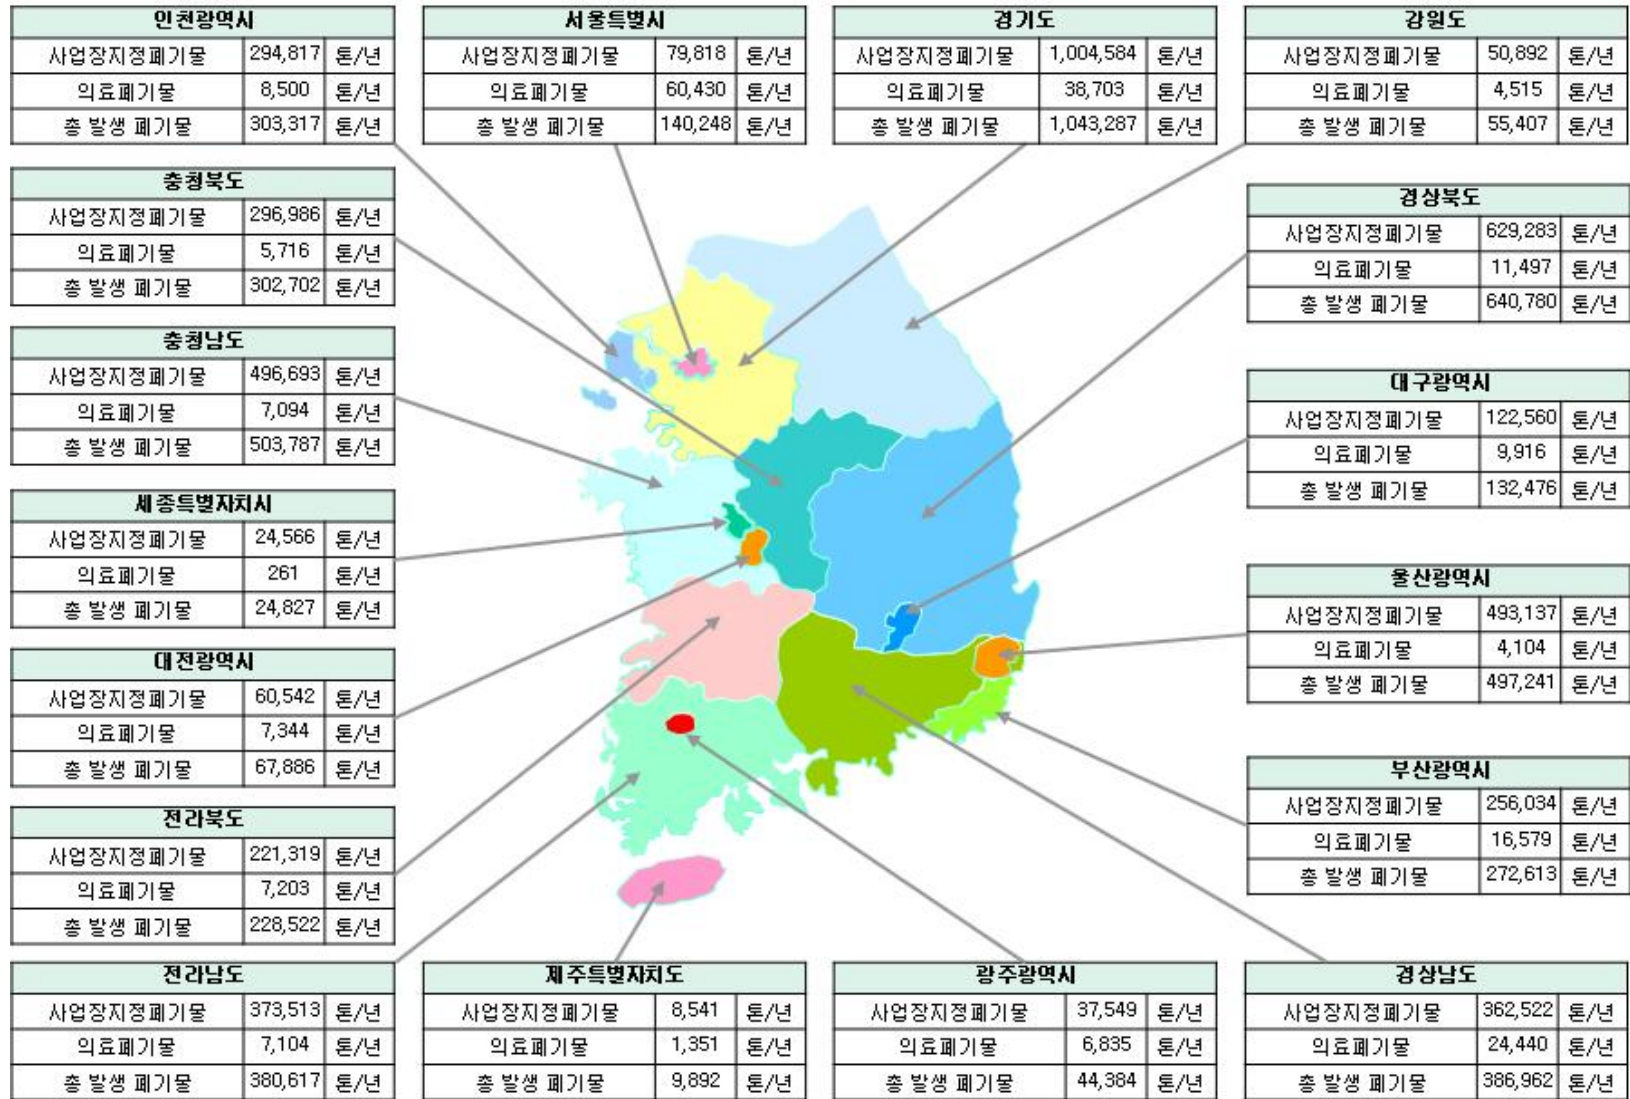 인천광역시
사업장지정폐기물 294,817 톤/년
의료폐기물 8,500 톤/년
총 발생 폐기물 303,317 톤/년
서울특별시
사업장지정폐기물 79,818 톤/년
의료폐기물 60,430 톤/년
총 발생 폐기물 140,248 톤/년
경기도
사업장지정폐기물 1,004,584 톤/년
의료폐기물 38,703 톤/년
총 발생 폐기물 1,043,287 톤/년
강원도
사업장지정폐기물 50,892 톤/년
의료폐기물 4,515 톤/년
총 발생 폐기물 55,407 톤/년
충청북도
사업장지정폐기물 296,986 톤/년
의료폐기물 5,716 톤/년
총 발생 폐기물 302,702 톤/년
경상북도
사업장지정폐기물 629,283 톤/년
의료폐기물 11,497 톤/년
총 발생 폐기물 640,780 톤/년
충청남도
사업장지정폐기물 496,693 톤/년
의료폐기물 7,094 톤/년
총 발생 폐기물 503,787 톤/년
대구광역시
사업장지정폐기물 122,560 톤/년
의료폐기물 9,916 톤/년
총 발생 폐기물 132,476 톤/년
세종특별자치시
사업장지정폐기물 24,566 톤/년
의료폐기물 261 톤/년
총 발생 폐기물 24,827 톤/년
울산광역시
사업장지정폐기물 493,137 톤/년
의료폐기물 4,104 톤/년
총 발생 폐기물 497,241 톤/년
대전광역시
사업장지정폐기물 60,542 톤/년
의료폐기물 7,344 톤/년
총 발생 폐기물 67,886 톤/년
부산광역시
사업장지정폐기물 256,034 톤/년
의료폐기물 16,579 톤/년
총 발생 폐기물 272,613 톤/년
전라북도
사업장지정폐기물 221,319 톤/년
의료폐기물 7,203 톤/년
총 발생 폐기물 228,522 톤/년
전라남도
사업장지정폐기물 373,513 톤/년
의료폐기물 7,104 톤/년
총 발생 폐기물 380,617 톤/년
제주특별자치도
사업장지정폐기물 8,541 톤/년
의료폐기물 1,351 톤/년
총 발생 폐기물 9,892 톤/년
광주광역시
사업장지정폐기물 37,549 톤/년
의료폐기물 6,835 톤/년
총 발생 폐기물 44,384 톤/년
경상남도
사업장지정폐기물 362,522 톤/년
의료폐기물 24,440 톤/년
총 발생 폐기물 386,962 톤/년